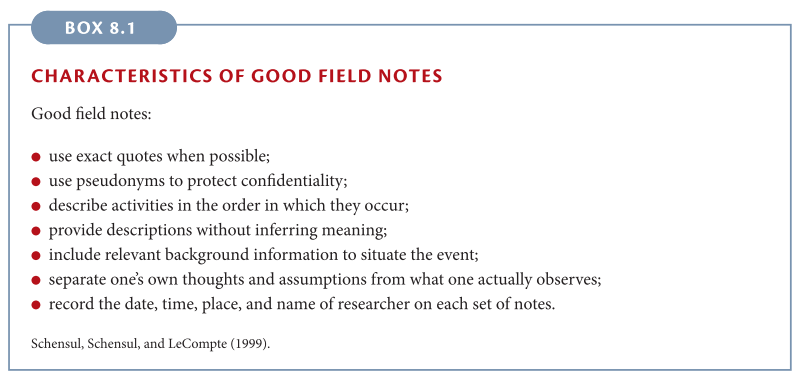 BOX 8.1
CHARACTERISTICS OF GOOD FIELD NOTES
Good field notes:
● use exact quotes when possible;
● use pseudonyms to protect confidentiality;
● describe activities in the order in which they occur;
● provide descriptions without inferring meaning;
● include relevant background information to situate the event;
● separate one’s own thoughts and assumptions from what one actually observes;
● record the date, time, place, and name of researcher on each set of notes.
Schensul, Schensul, and LeCompte (1999).